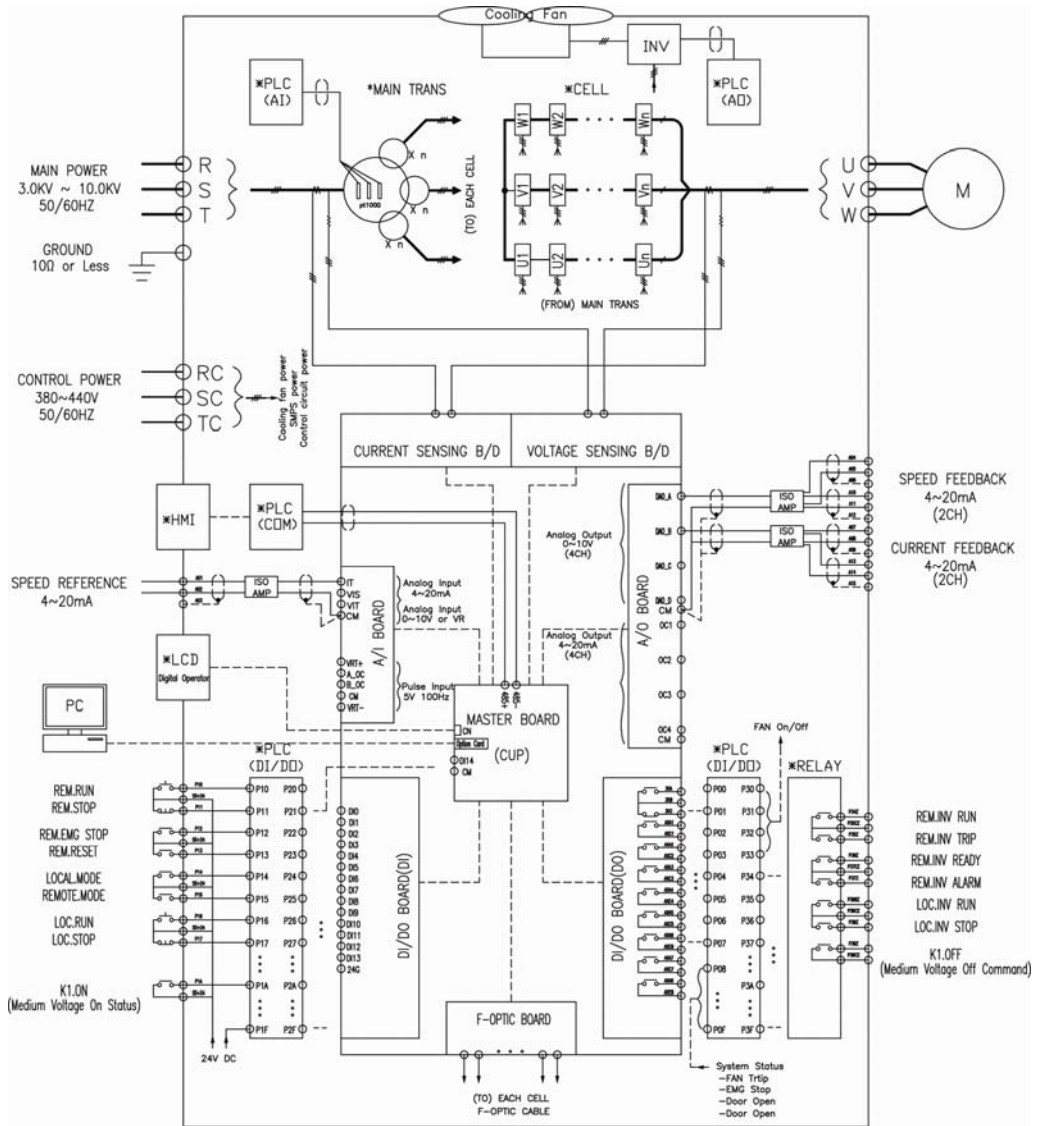 Cooling Fan
INV
*PLC
(AI)
*MAIN TRANS
*CELL
*PLC
(AO)
W1
W2
Wn
V1
V2
Vn
U1
U2
Un
X n
X n
X n
pt100Ω
(TO) EACH CELL
(FROM) MAIN TRANS
MAIN POWER
3.0KV ~ 10.0KV
50/60HZ
R
S
T
GROUND
10Ω or Less
U
V
W
M
CONTROL POWER
380~440V
50/60HZ
RC
SC
TC
Cooling fan power
SMPS power
Control circuit power
CURRENT SENSING B/D
VOLTAGE SENSING B/D
*HMI
*PLC
(COM)
SPEED REFERENCE
4~20mA
A01
A02
A03
ISO
AMP
IT
VIS
VIT
CM
VRT+
A_OC
B_OC
CM
VRT-
A/I BOARD
Analog Input
4~20mA
Analog Input
0~10V or VR
Pulse Input
5V 100Hz
DAO_A
DAO_B
DAO_C
DAO_D
CM
OC1
OC2
OC3
OC4
CM
A/O BOARD
Analog Output
0~10V
(4CH)
Analog Output
4~20mA
(4CH)
ISO
AMP
ISO
AMP
SPEED FEEDBACK
4~20mA
(2CH)
CURRENT FEEDBACK
4~20mA
(2CH)
*LCD
Digital Operator
PC
485+
485-
MASTER BOARD
(CUP)
CN
Option Card
DI14
CM
*PLC
(DI/DO)
REM.RUN
REM.STOP
REM.EMG STOP
REM.RESET
LOCAL.MODE
REMOTE.MODE
LOC.RUN
LOC.STOP
K1.ON
(Medium Voltage On Status)
P10 P20
P11 P21
P12 P22
P13 P23
P14 P24
P15 P25
P16 P26
P17 P27
P1A P2A
P1F P2F
24V DC
DI0
DI1
DI2
DI3
DI4
DI5
DI6
DI7
DI8
DI9
DI10
DI11
DI12
DI13
24G
DI/DO BOARD(DI)
F-OPTIC BOARD
(TO) EACH CELL
F-OPTIC CABLE
DI/DO BOARD(DO)
FAN On/Off
*PLC
(DI/DO)
P00 P30
P01 P31
P02 P32
P03 P33
P04 P34
P05 P35
P06 P36
P07 P37
P08
P3A
P0F P3F
*RELAY
REM.INV RUN
REM.INV TRIP
REM.INV READY
REM.INV ALARM
LOC.INV RUN
LOC.INV STOP
K1.OFF
(Medium Voltage Off Command)
System Status
-FAN Trtip
-EMG Stop
-Door Open
-Door Open